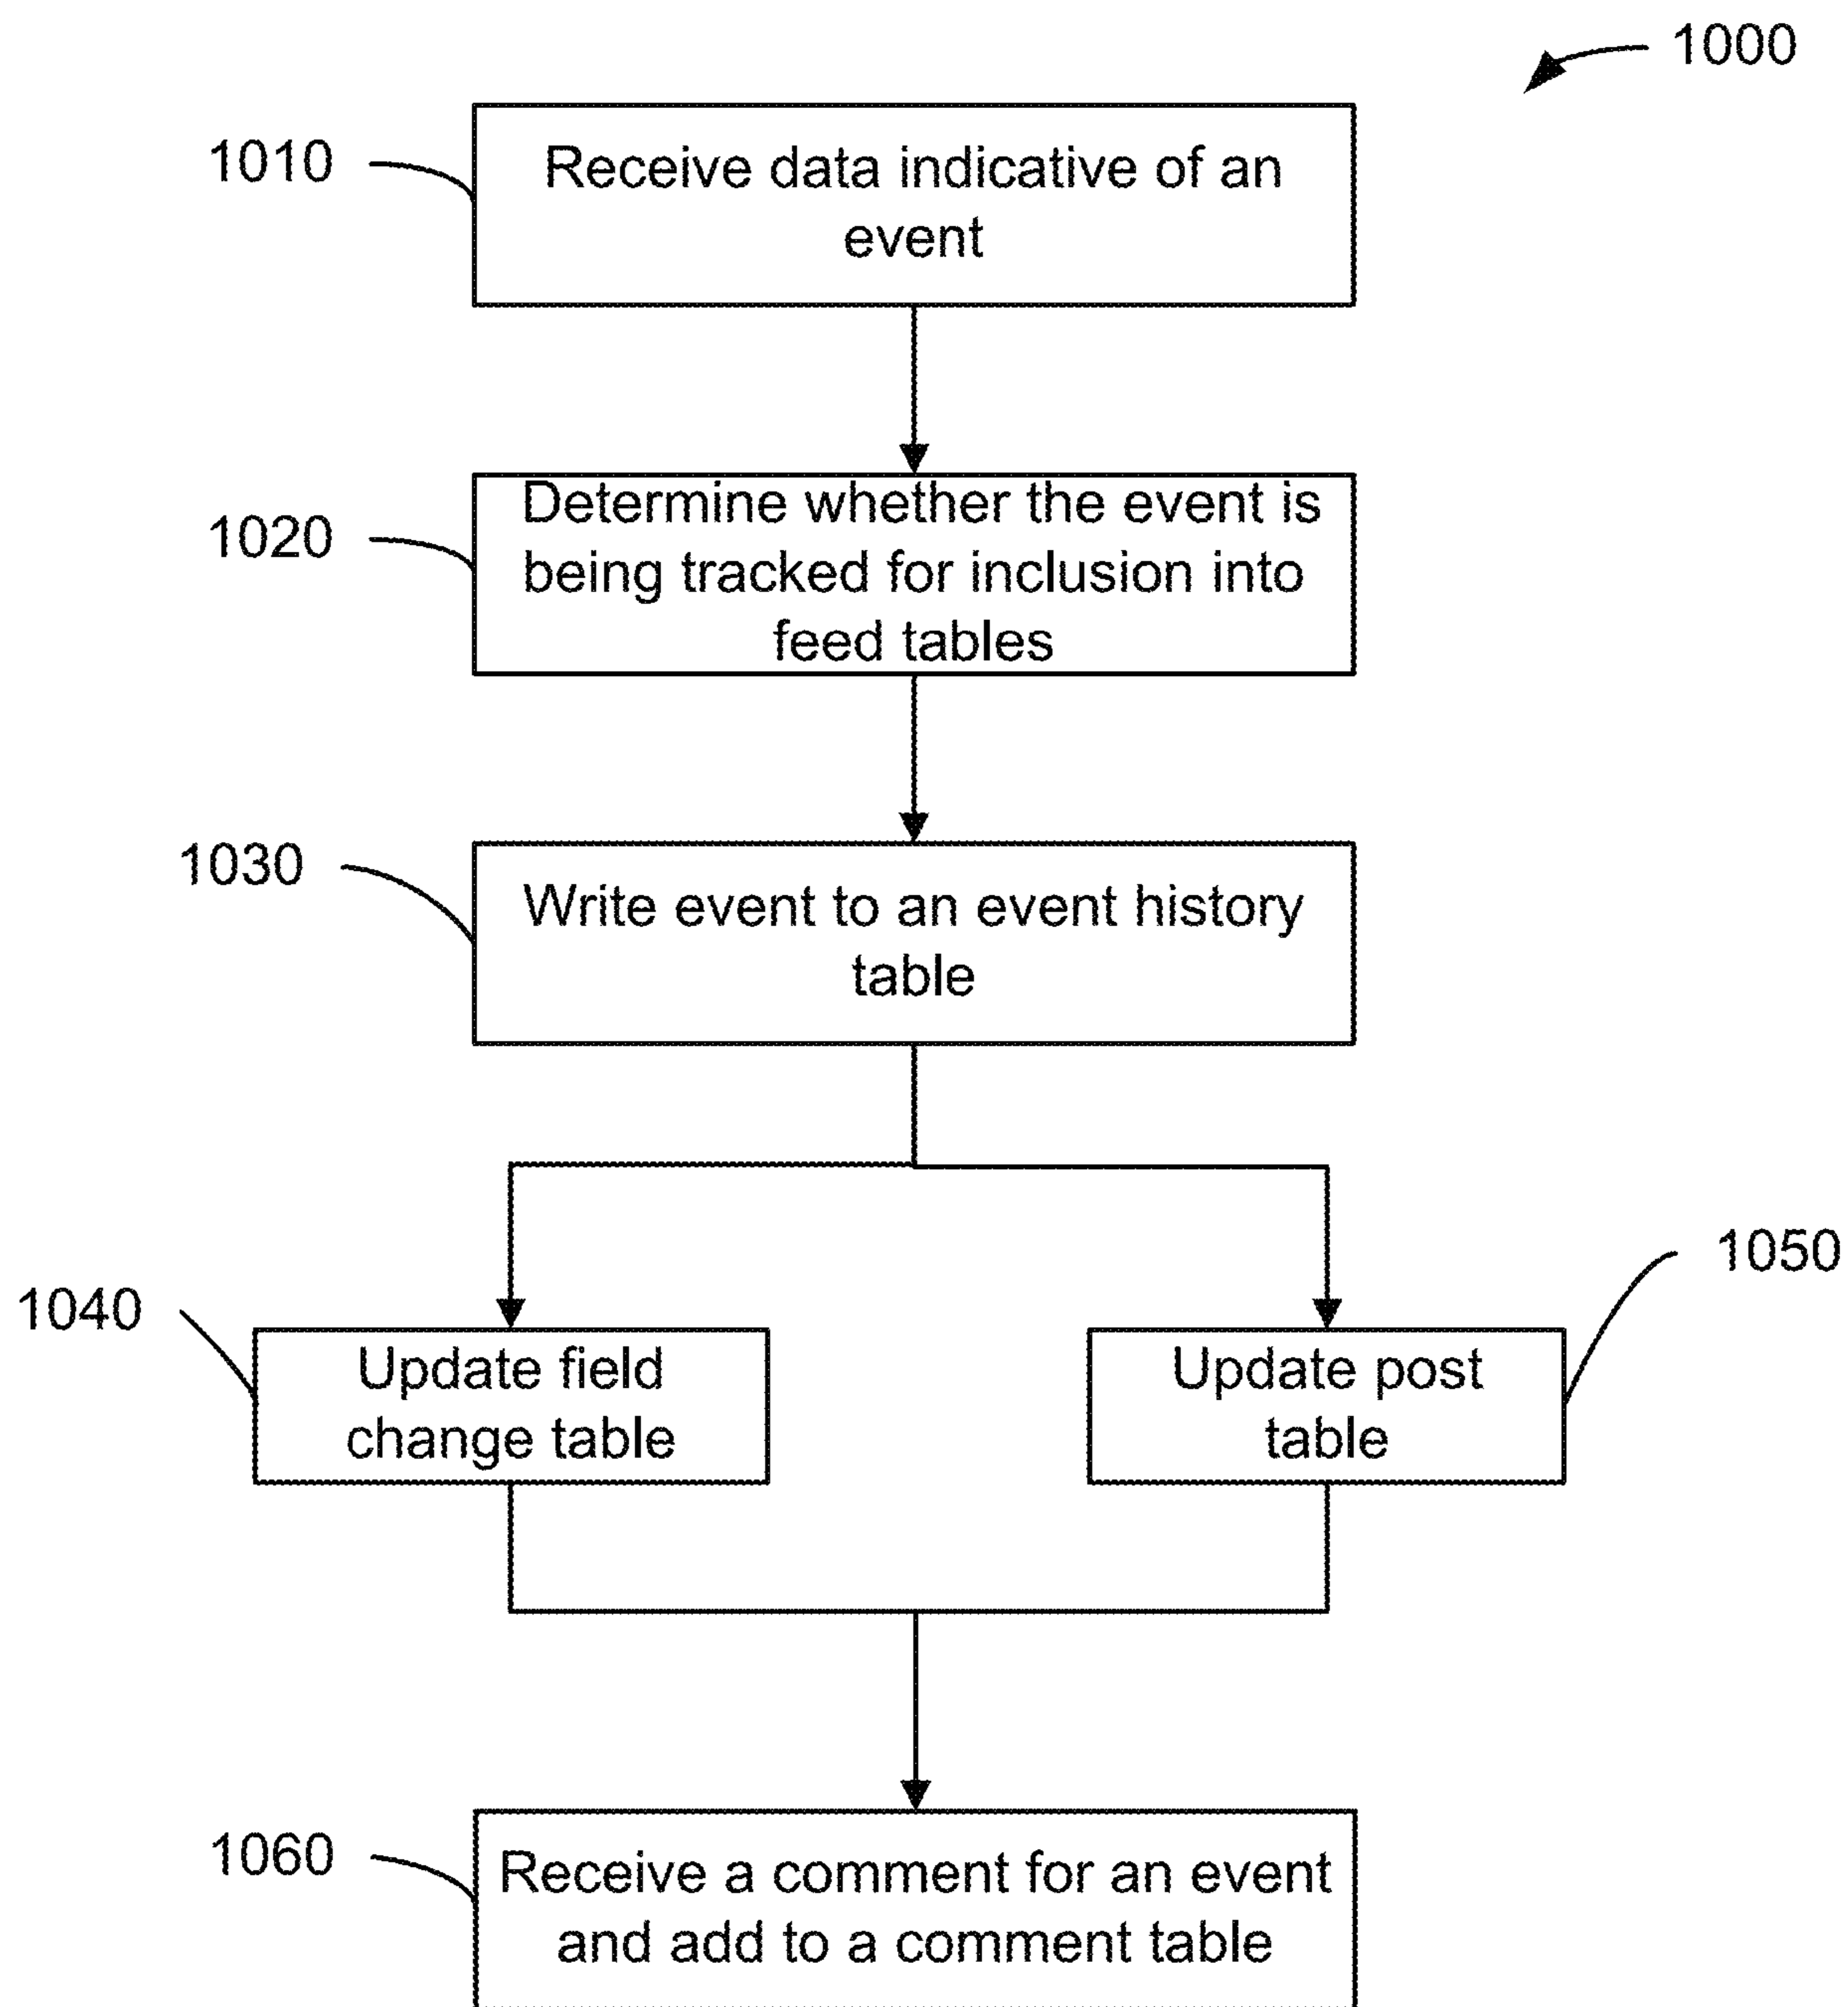 1000
1010
Receive data indicative of an
event
1020
Determine whether the event is
being tracked for inclusion into
feed tables
1030
Write event to an event history
table
1040
Update field
change table
1050
Update post
table
1060
Receive a comment for an event
and add to a comment table